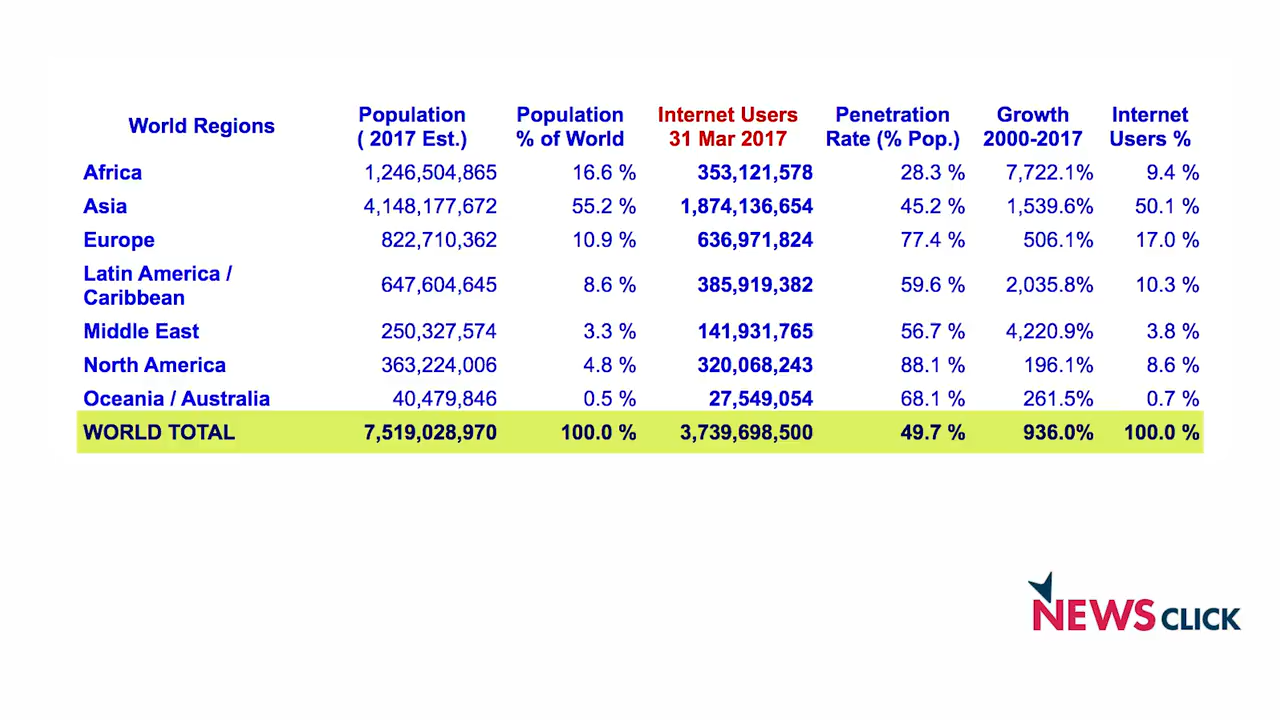 World Regions Population ( 2017 Est.) Population % of World Internet Users 31 Mar 2017 Penetration Rate (% Pop.) Growth 2000-2017 Internet Users %
Africa 1,246,504,865 16.6 % 353,121,578 28.3 % 7,722.1% 9.4 %
Asia 4,148,177,672 55.2 % 1,874,136,654 45.2 % 1,539.6% 50.1 %
Europe 822,710,362 10.9 % 636,971,824 77.4 % 506.1% 17.0 %
Latin America / Caribbean 647,604,645 8.6 % 385,919,382 59.6 % 2,035.8% 10.3 %
Middle East 250,327,574 3.3 % 141,931,765 56.7 % 4,220.9% 3.8 %
North America 363,224,006 4.8 % 320,068,243 88.1 % 196.1% 8.6 %
Oceania / Australia 40,479,846 0.5 % 27,549,054 68.1 % 261.5% 0.7 %
WORLD TOTAL 7,519,028,970 100.0 % 3,739,698,500 49.7 % 936.0% 100.0 %
NEWSCLICK